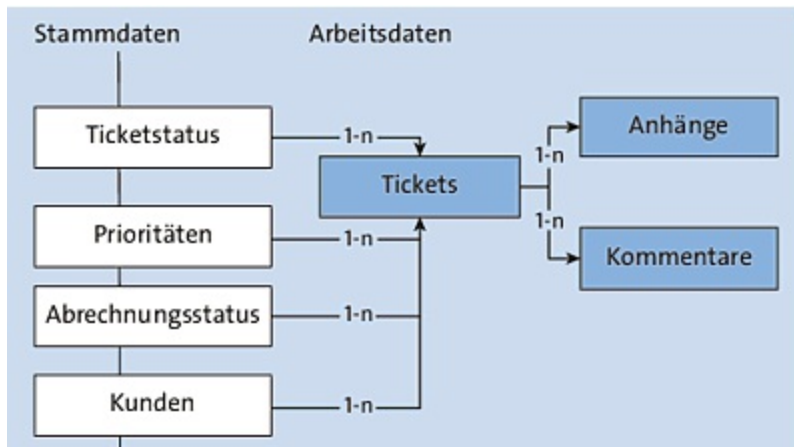 Stammdaten
Arbeitsdaten
Ticketstatus
1-n
Tickets
Anhänge
1-n
Prioritäten
1-n
1-n
Kommentare
Abrechnungsstatus
1-n
Kunden
1-n